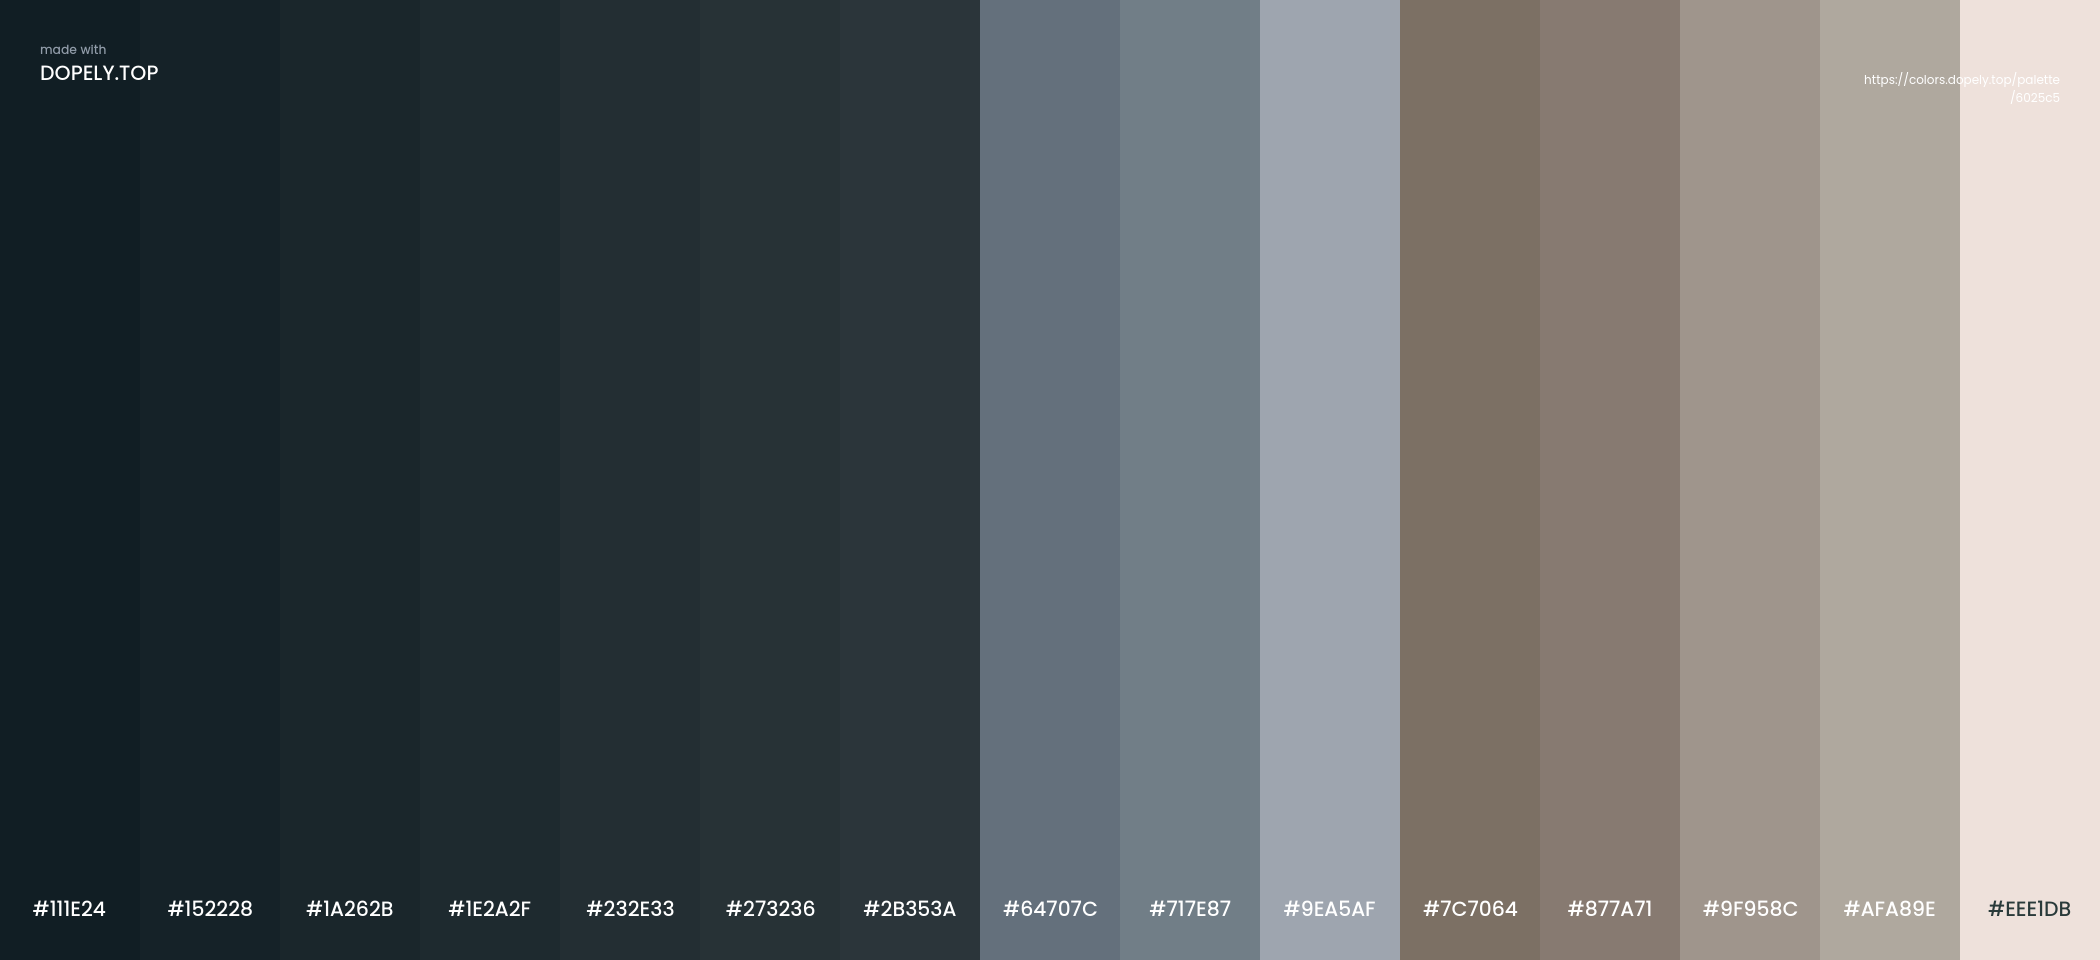 made with
DOPELY.TOP
https://colors.dopely.top/palette
/6025c5
#111E24 #152228 #1A262B #1E2A2F #232E33 #273236 #2B353A #64707C #717E87 #9EA5AF #7C7064 #877A71 #9F958C #AFA89E #EEE1DB